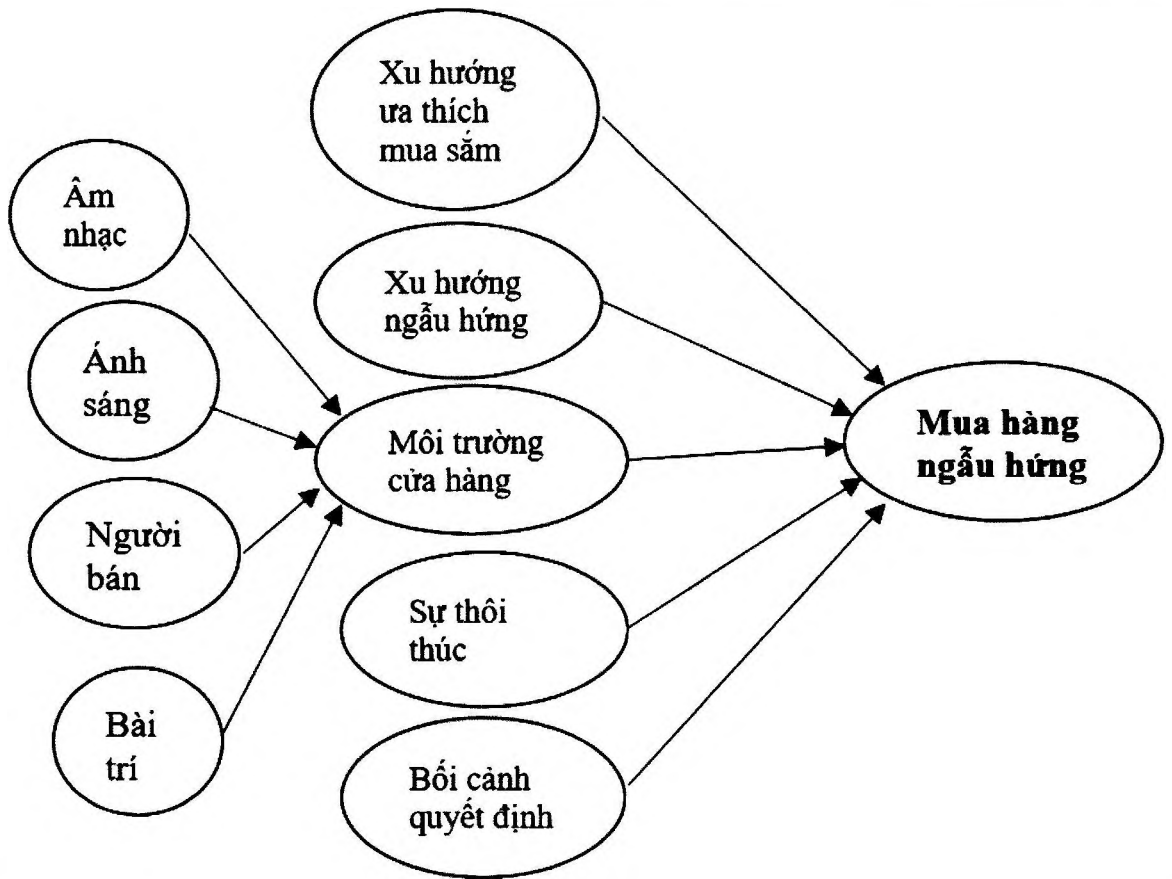 Xu hướng
ưa thích
mua sắm
Âm
nhạc
Xu hướng
ngẫu hứng
Ánh
sáng
Môi trường
cửa hàng
Mua hàng
ngẫu hứng
Người
bán
Sự thôi
thúc
Bài
trí
Bối cảnh
quyết định